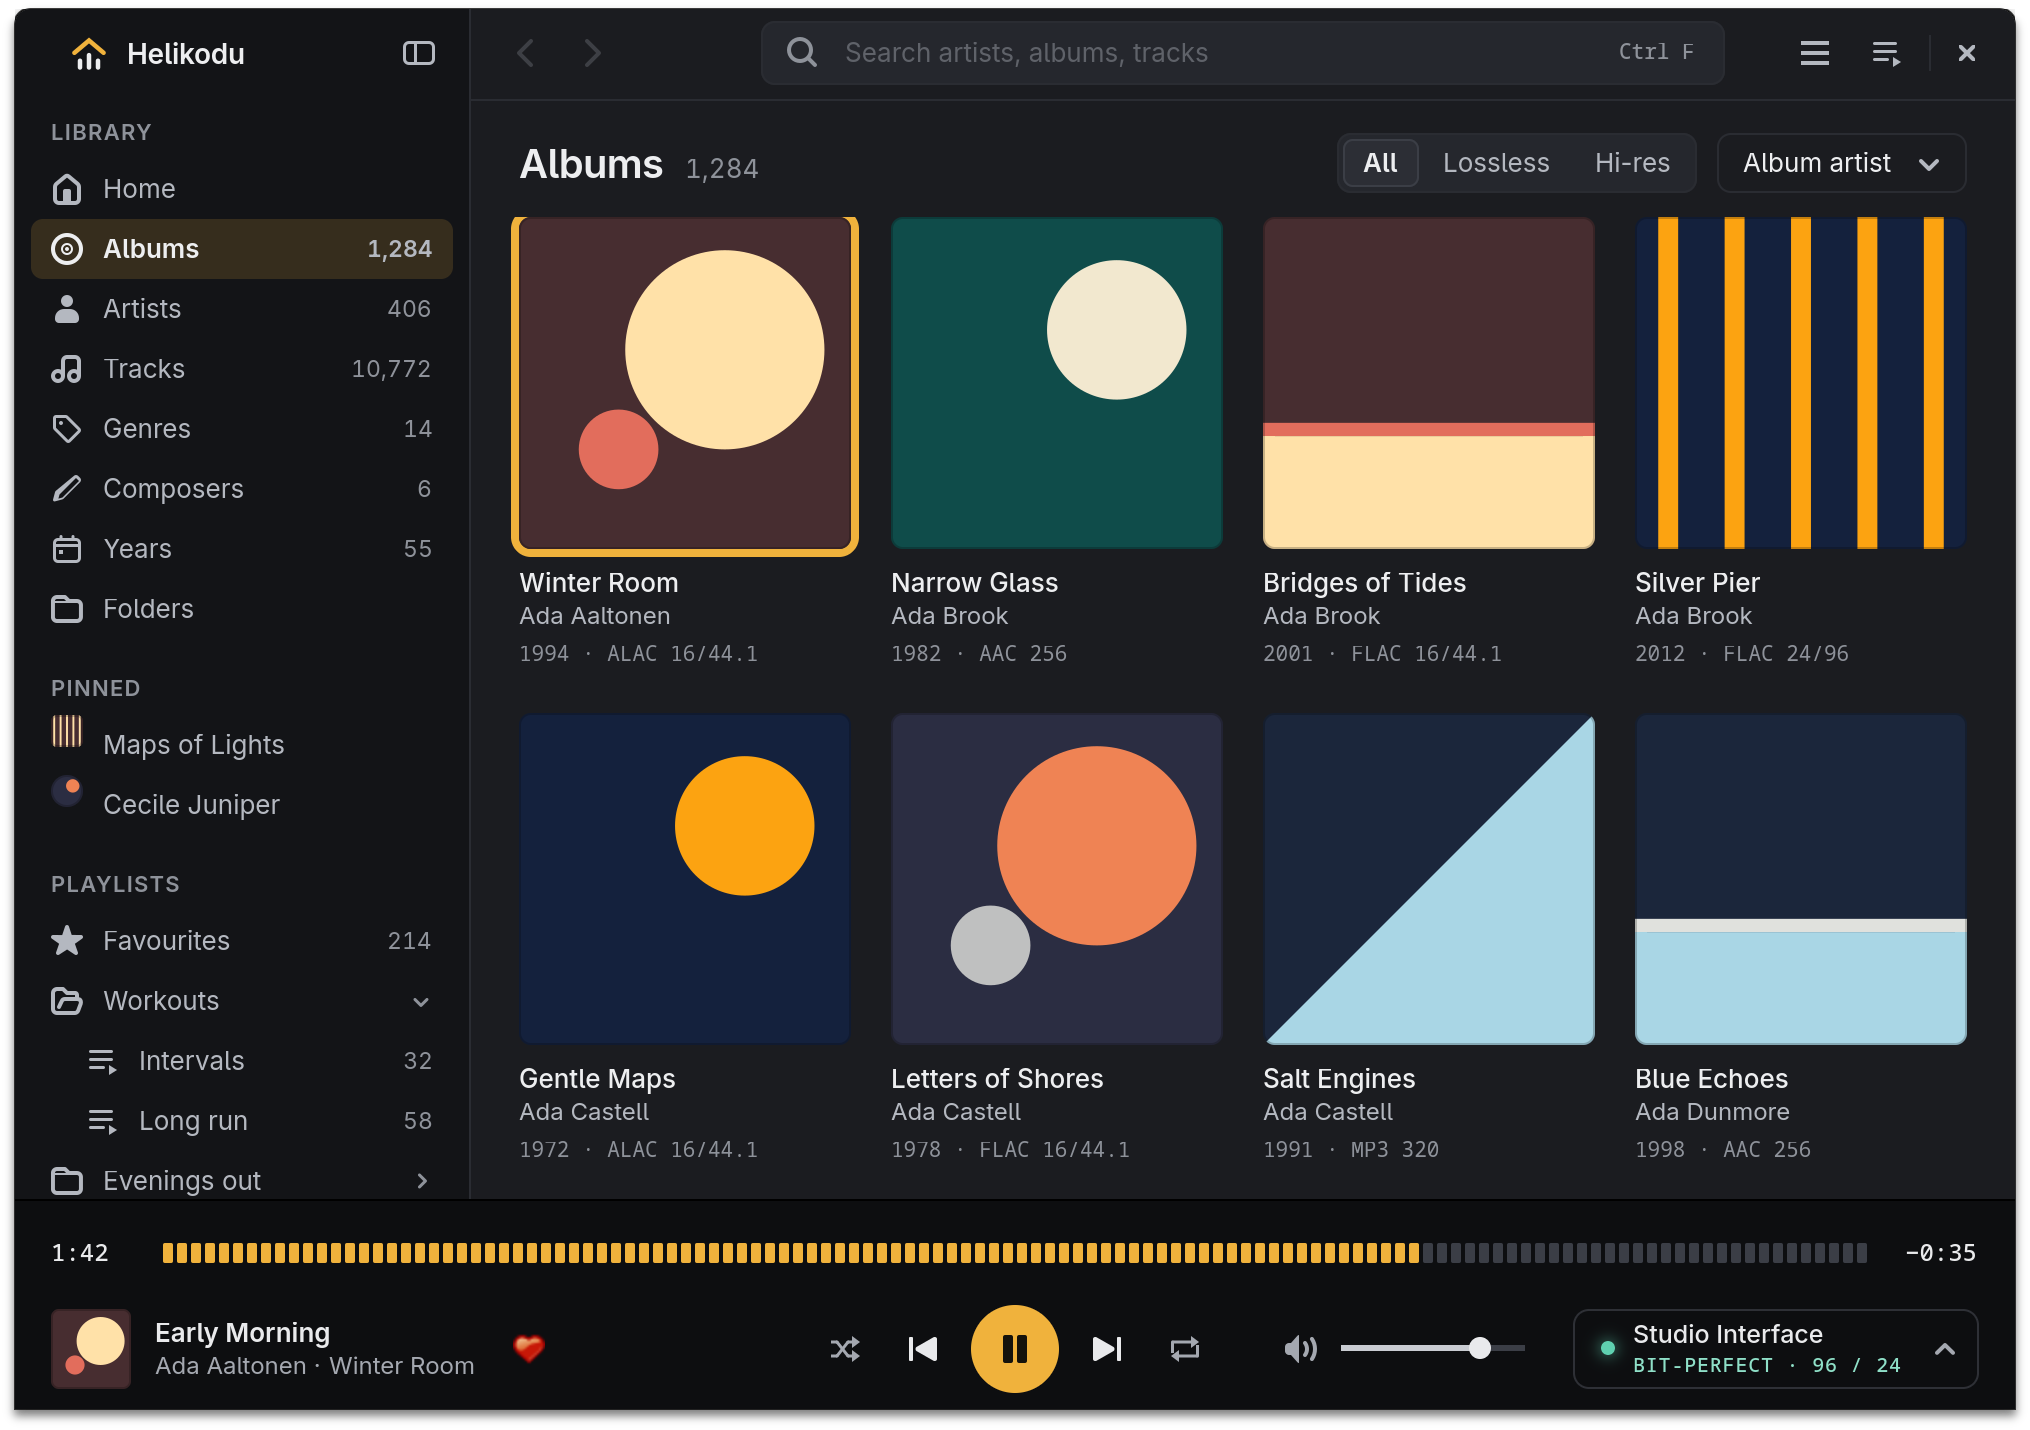 Helikodu
Search artists, albums, tracks
Ctrl F
LIBRARY
Home
Albums 1,284
Artists 406
Tracks 10,772
Genres 14
Composers 6
Years 55
Folders
PINNED
Maps of Lights
Cecile Juniper
PLAYLISTS
Favourites 214
Workouts
Intervals 32
Long run 58
Evenings out
Albums 1,284
All Lossless Hi-res
Album artist
Winter Room
Ada Aaltonen
1994 · ALAC 16/44.1
Narrow Glass
Ada Brook
1982 · AAC 256
Bridges of Tides
Ada Brook
2001 · FLAC 16/44.1
Silver Pier
Ada Brook
2012 · FLAC 24/96
Gentle Maps
Ada Castell
1972 · ALAC 16/44.1
Letters of Shores
Ada Castell
1978 · FLAC 16/44.1
Salt Engines
Ada Castell
1991 · MP3 320
Blue Echoes
Ada Dunmore
1998 · AAC 256
1:42
−0:35
Early Morning
Ada Aaltonen · Winter Room
Studio Interface
BIT-PERFECT · 96 / 24